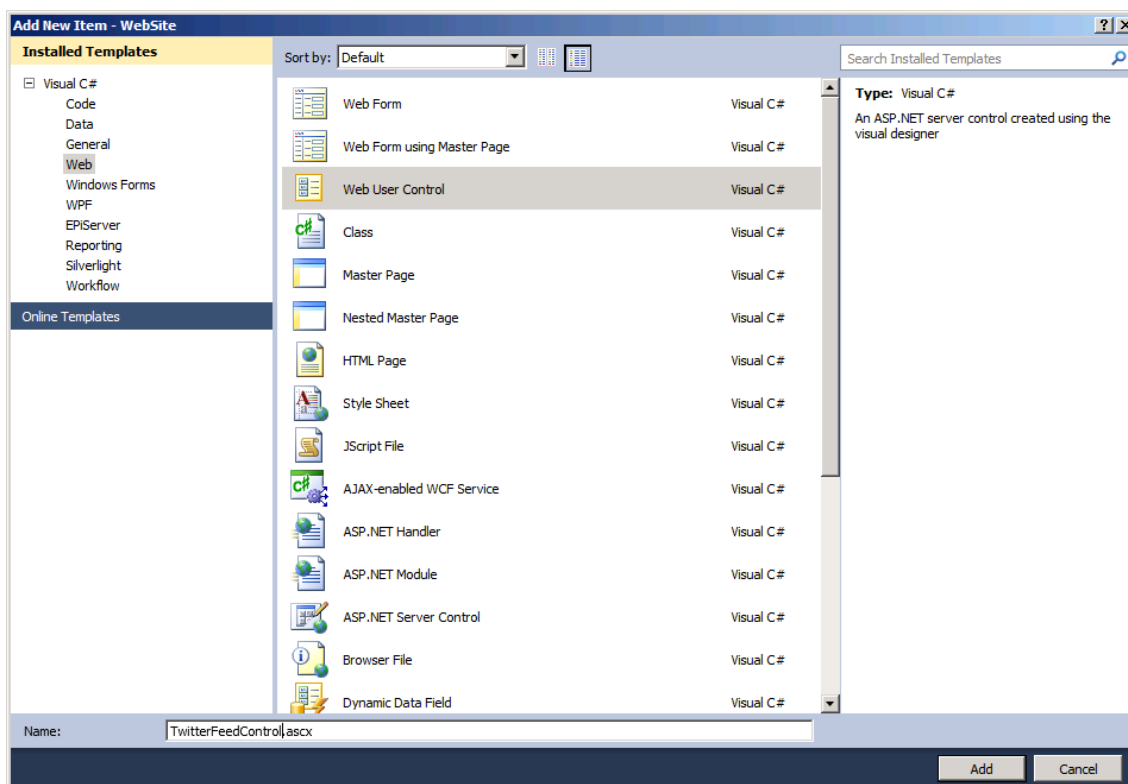 Add New Item - WebSite
Installed Templates
Visual C#
Code
Data
General
Web
Windows Forms
WPF
EPiServer
Reporting
Silverlight
Workflow
Online Templates
Sort by: Default
Web Form Visual C#
Web Form using Master Page Visual C#
Web User Control Visual C#
Class Visual C#
Master Page Visual C#
Nested Master Page Visual C#
HTML Page Visual C#
Style Sheet Visual C#
JScript File Visual C#
AJAX-enabled WCF Service Visual C#
ASP.NET Handler Visual C#
ASP.NET Module Visual C#
ASP.NET Server Control Visual C#
Browser File Visual C#
Dynamic Data Field Visual C#
Search Installed Templates
Type: Visual C#
An ASP.NET server control created using the
visual designer
Name: TwitterFeedControl.ascx
Add Cancel